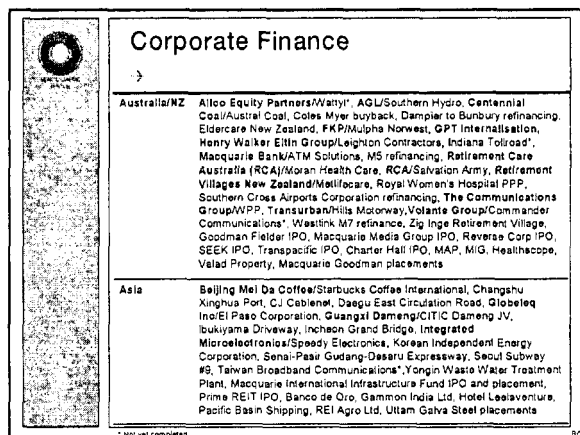 Corporate Finance
Australia/NZ
Allco Equity Partners/Wattyl*, AGL/Southern Hydro, Centennial
Coal/Austral Coal, Coles Myer buyback, Dampier to Bunbury refinancing,
Eldercare New Zealand, FKP/Mulpha Norwest, GPT Internalisation,
Henry Walker Eltin Group/Leighton Contractors, Indiana Tollroad*,
Macquarie Bank/ATM Solutions, M5 refinancing, Retirement Care
Australia (RCA)/Moran Health Care, RCA/Salvation Army, Retirement
Villages New Zealand/Metlifecare, Royal Women's Hospital PPP,
Southern Cross Airports Corporation refinancing, The Communications
Group/WPP, Transurban/Hills Motorway, Volante Group/Commander
Communications*, Westlink M7 refinance, Zig Inge Retirement Village,
Goodman Fielder IPO, Macquarie Media Group IPO, Reverse Corp IPO,
SEEK IPO, Transpacific IPO, Charter Hall IPO, MAP, MIG, Healthscope,
Valad Property, Macquarie Goodman placements
Asia
Beijing Mei Da Coffee/Starbucks Coffee International, Changshu
Xinghua Port, CJ Cablenet, Daegu East Circulation Road, Globeleq
Inc/El Paso Corporation, Guangxi Dameng/CITIC Dameng JV,
Ibukiyama Driveway, Incheon Grand Bridge, Integrated
Microelectronics/Speedy Electronics, Korean Independent Energy
Corporation, Senai-Pasir Gudang-Desaru Expressway, Seoul Subway
#9, Taiwan Broadband Communications*, Yongin Waste Water Treatment
Plant, Macquarie International Infrastructure Fund IPO and placement,
Prime REIT IPO, Banco de Oro, Gammon India Ltd, Hotel Leelaventure,
Pacific Basin Shipping, REI Agro Ltd, Uttam Galva Steel placements
* Not yet completed